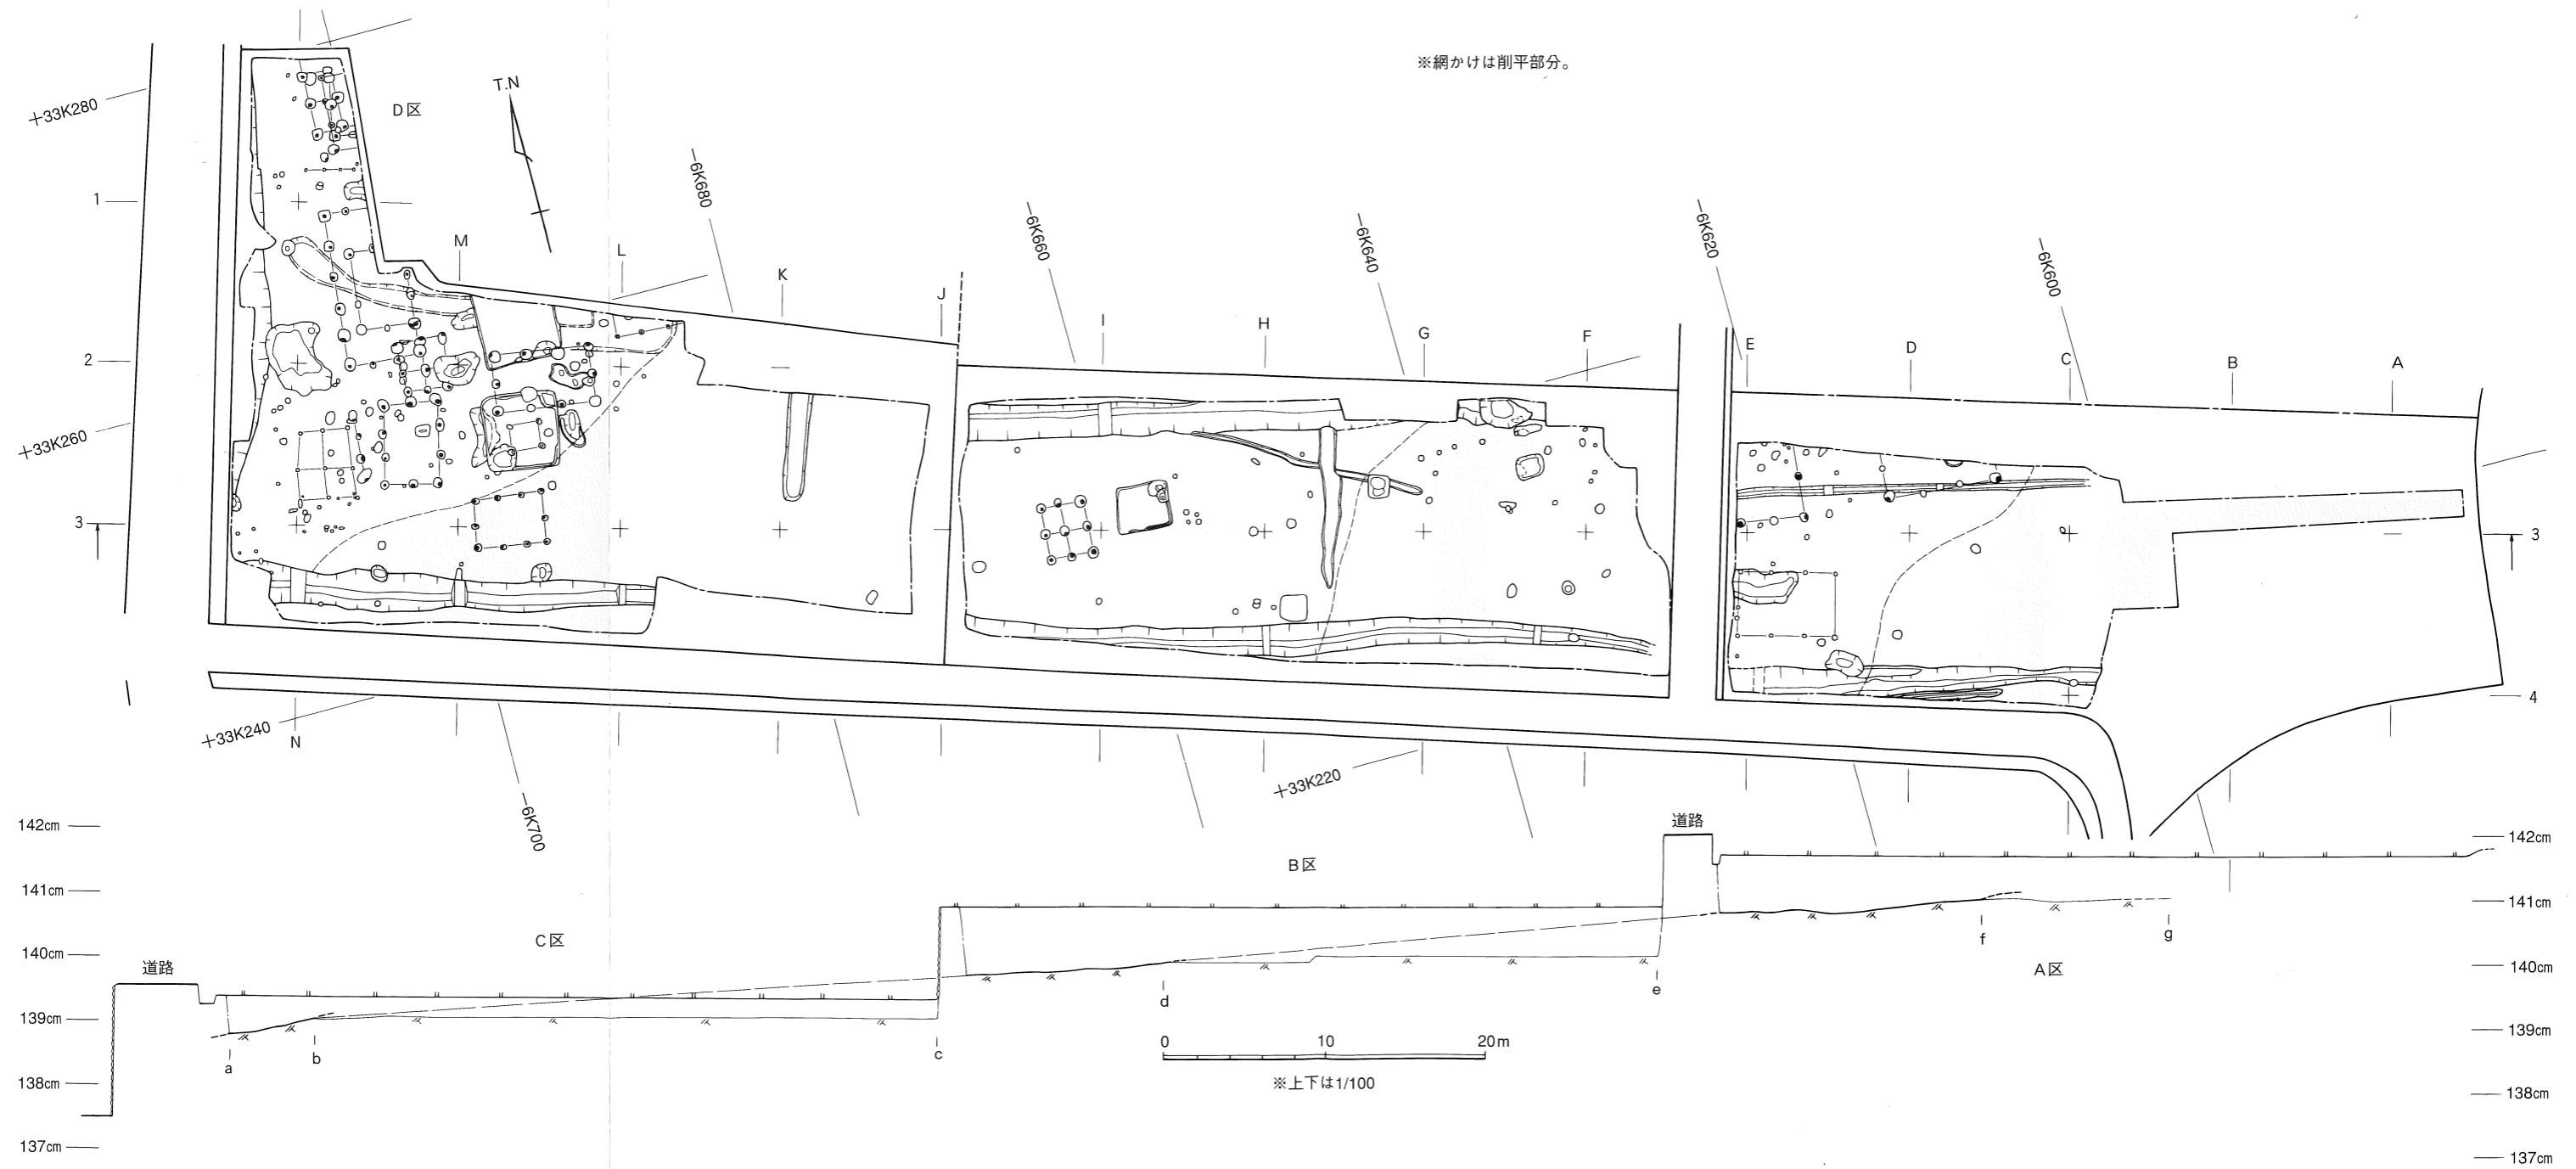 ※網かけは削平部分。
T.N
D区
+33K280
+33K260
+33K240
+33K220
−6K680
−6K660
−6K640
−6K620
−6K600
−6K700
1
2
3
M
L
K
J
I
H
G
F
E
D
C
B
A
3
4
N
142㎝
141㎝
140㎝
139㎝
138㎝
137㎝
道路
C区
B区
道路
A区
a
b
c
d
e
f
g
0 10 20m
※上下は1/100
142㎝
141㎝
140㎝
139㎝
138㎝
137㎝